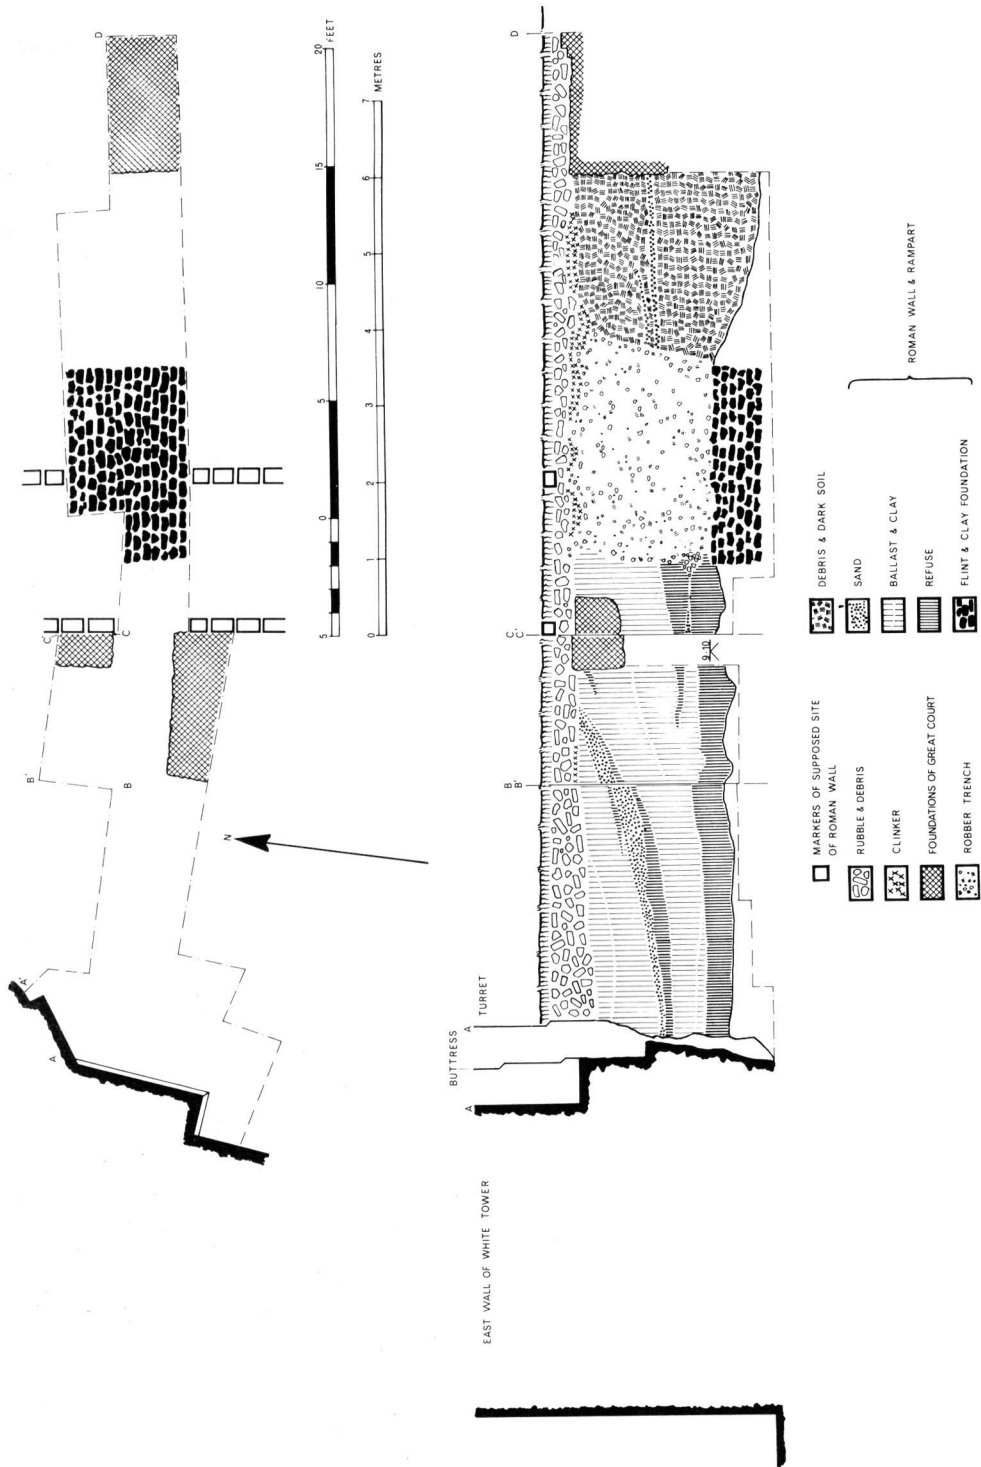 A'
A
B'
B
C'
C
D
N
5 0 5 10 15 20
FEET
0 1 2 3 4 5 6 7
METRES
EAST WALL OF WHITE TOWER
BUTTRESS
TURRET
A
A
B
B'
C
C'
D
9·10
MARKERS OF SUPPOSED SITE
OF ROMAN WALL
RUBBLE & DEBRIS
CLINKER
FOUNDATIONS OF GREAT COURT
ROBBER TRENCH
DEBRIS & DARK SOIL
SAND
BALLAST & CLAY
REFUSE
FLINT & CLAY FOUNDATION
ROMAN WALL & RAMPART